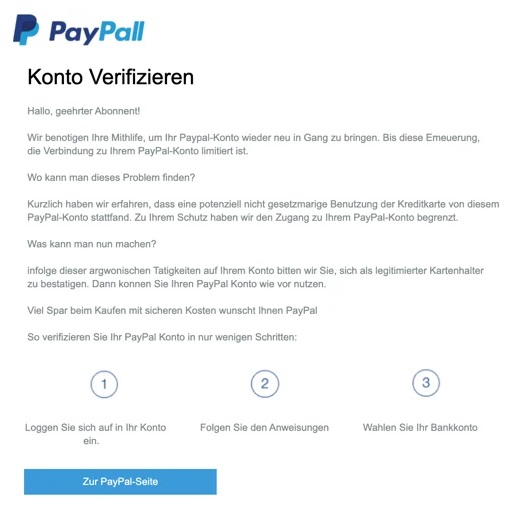 PayPall
Konto Verifizieren
Hallo, geehrter Abonnent!
Wir benotigen Ihre Mithlife, um Ihr Paypal-Konto wieder neu in Gang zu bringen. Bis diese Emeuerung,
die Verbindung zu Ihrem PayPal-Konto limitiert ist.
Wo kann man dieses Problem finden?
Kurzlich haben wir erfahren, dass eine potenziell nicht gesetzmarige Benutzung der Kreditkarte von diesem
PayPal-Konto stattfand. Zu Ihrem Schutz haben wir den Zugang zu Ihrem PayPal-Konto begrenzt.
Was kann man nun machen?
infolge dieser argwonischen Tatigkeiten auf Ihrem Konto bitten wir Sie, sich als legitimierter Kartenhalter
zu bestatigen. Dann konnen Sie Ihren PayPal Konto wie vor nutzen.
Viel Spar beim Kaufen mit sicheren Kosten wunscht Ihnen PayPal
So verifizieren Sie Ihr PayPal Konto in nur wenigen Schritten:
1 2 3
Loggen Sie sich auf in Ihr Konto
ein.
Folgen Sie den Anweisungen
Wahlen Sie Ihr Bankkonto
Zur PayPal-Seite